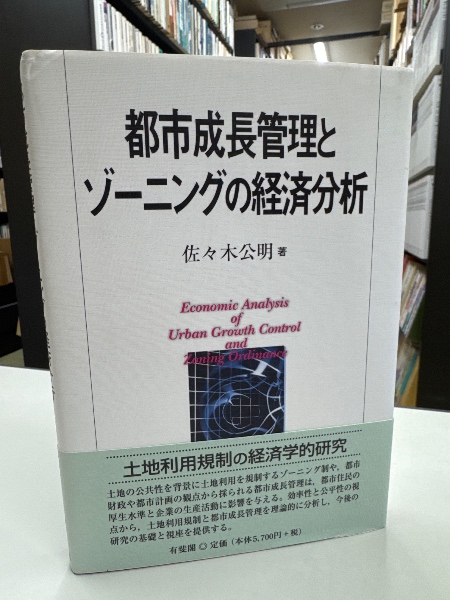 都市成長管理と
ゾーニングの経済分析
佐々木公明 著
Economic Analysis
of
Urban Growth Control
and
Zoning Ordinance
土地利用規制の経済学的研究
土地の公共性を背景に土地利用を規制するゾーニング制や、都市
財政や都市計画の観点から採られる都市成長管理は、都市住民の
厚生水準と企業の生産活動に影響を与える。効率性と公平性の視
点から、土地利用規制と都市成長管理を理論的に分析し、今後の
研究の基礎と視座を提供する。
有斐閣 ◎ 定価（本体5,700円+税）